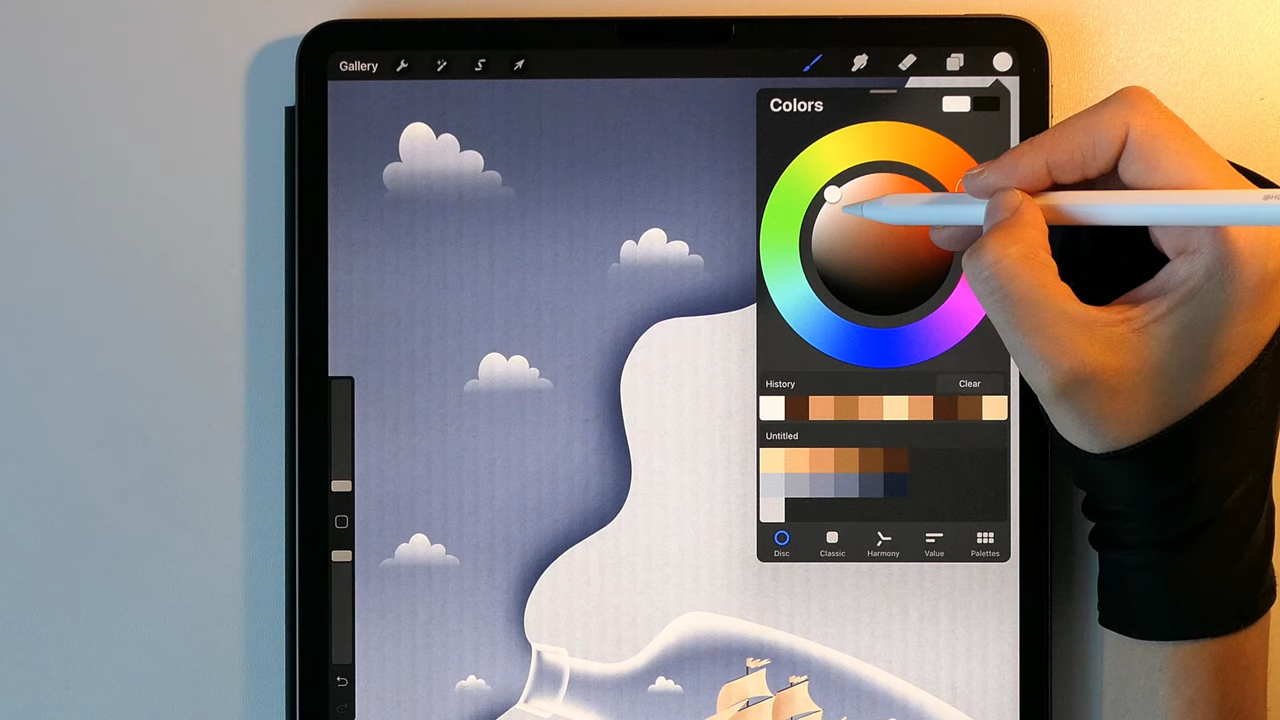 Gallery
Colors
History
Clear
Untitled
Disc
Classic
Harmony
Value
Palettes